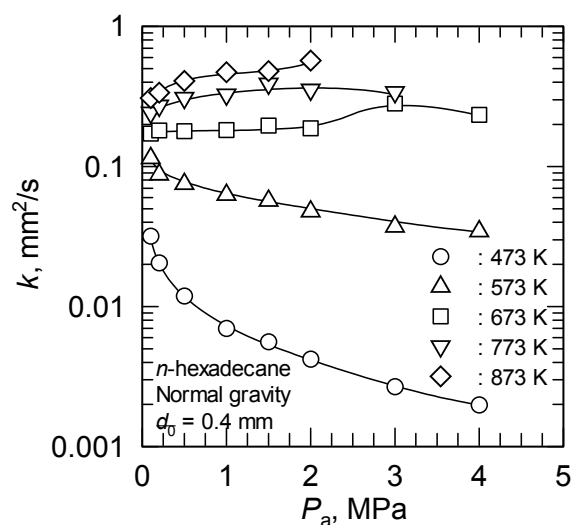 1
0.1
0.01
0.001
k, mm²/s
: 473 K
: 573 K
: 673 K
: 773 K
: 873 K
n-hexadecane
Normal gravity
d₀ = 0.4 mm
0 1 2 3 4 5
Pₐ, MPa